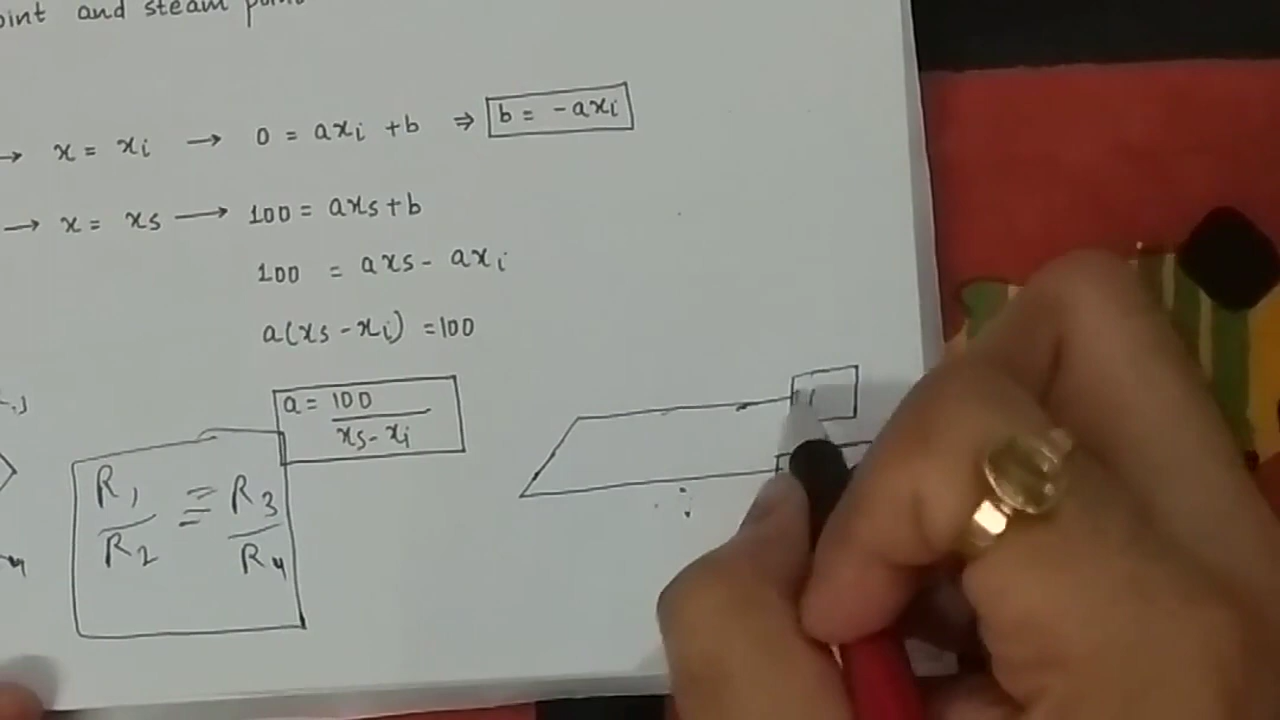 and steam
→ x = xi → 0 = axi + b ⇒ b = -axi
→ x = xs → 100 = axs + b
100 = axs - axi
a(xs - xi) = 100
a = 100 / xs - xi
R1 / R2 = R3 / R4